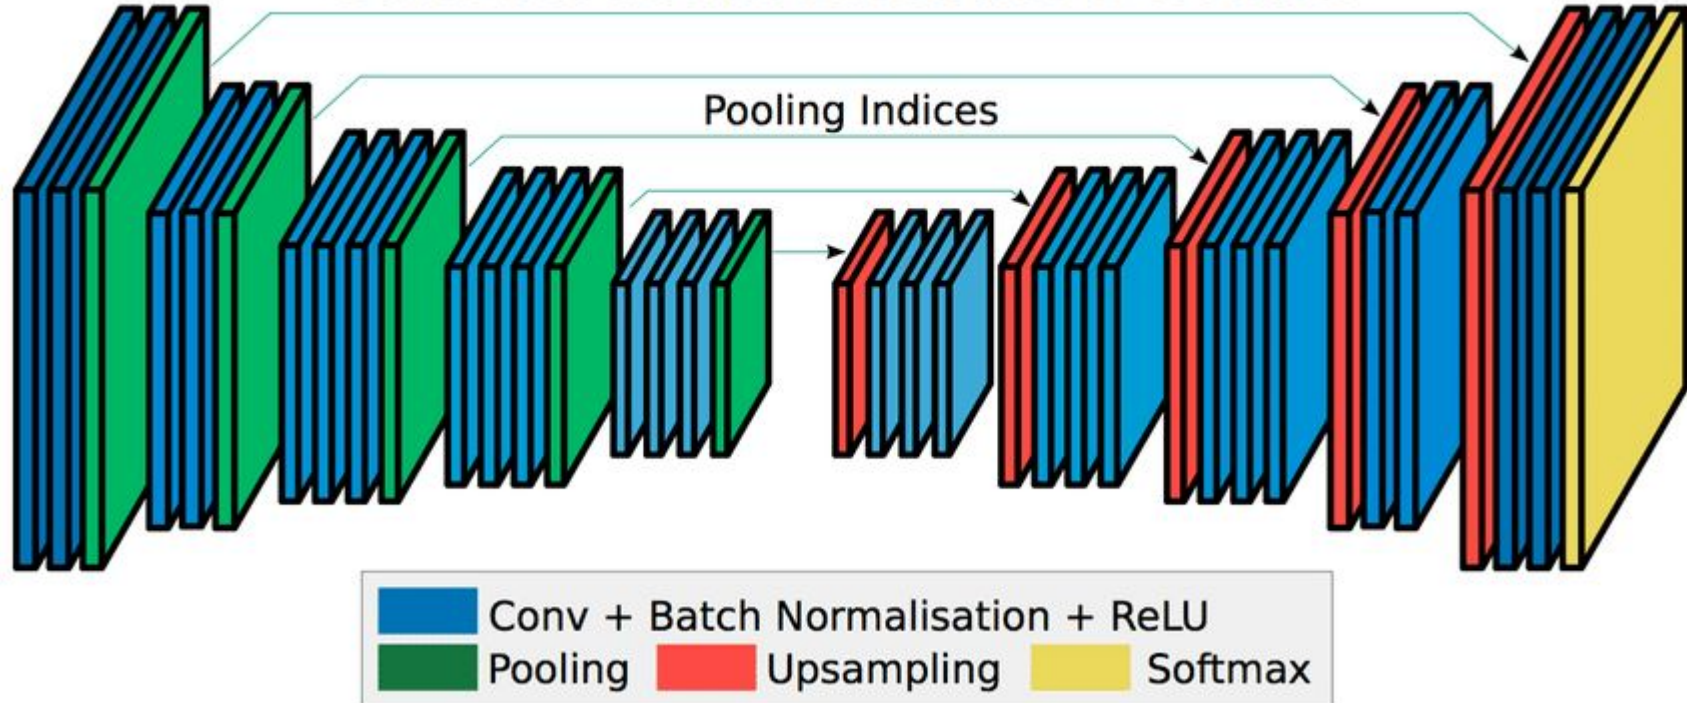 Pooling Indices
Conv + Batch Normalisation + ReLU
Pooling Upsampling Softmax